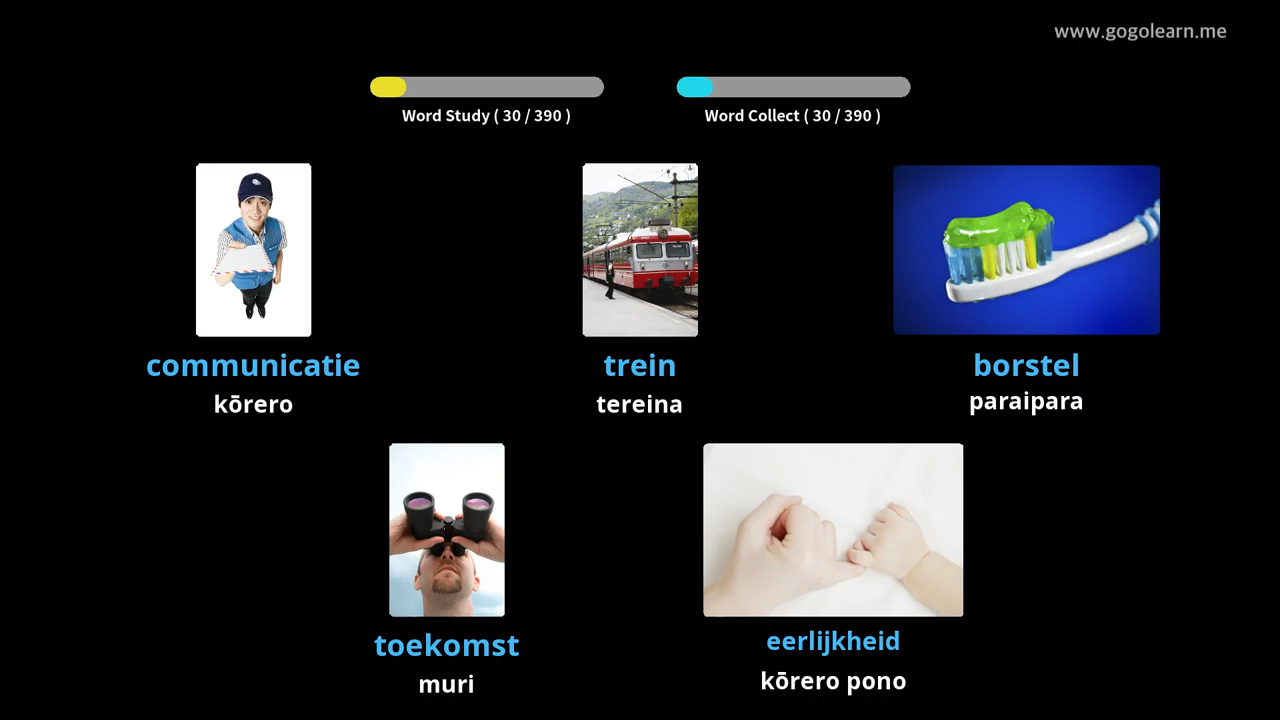 www.gogolearn.me
Word Study ( 30 / 390 )
Word Collect ( 30 / 390 )
communicatie
kōrero
trein
tereina
borstel
paraipara
toekomst
muri
eerlijkheid
kōrero pono